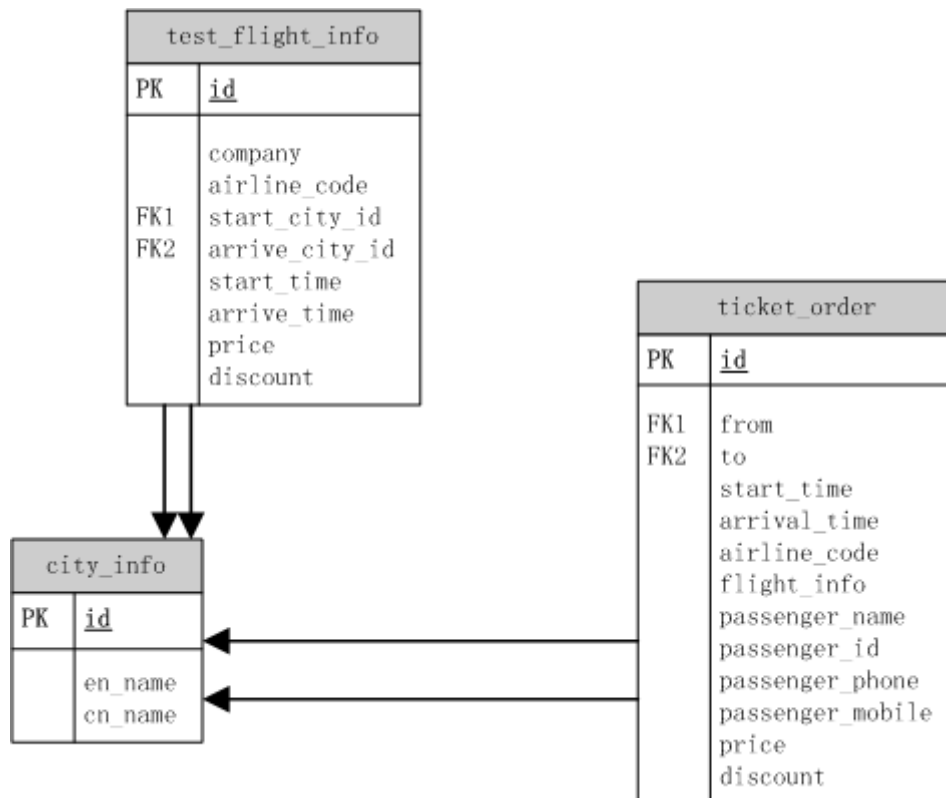 test_flight_info
PK id
company
airline_code
FK1 start_city_id
FK2 arrive_city_id
start_time
arrive_time
price
discount
ticket_order
PK id
FK1 from
FK2 to
start_time
arrival_time
airline_code
flight_info
passenger_name
passenger_id
passenger_phone
passenger_mobile
price
discount
city_info
PK id
en_name
cn_name